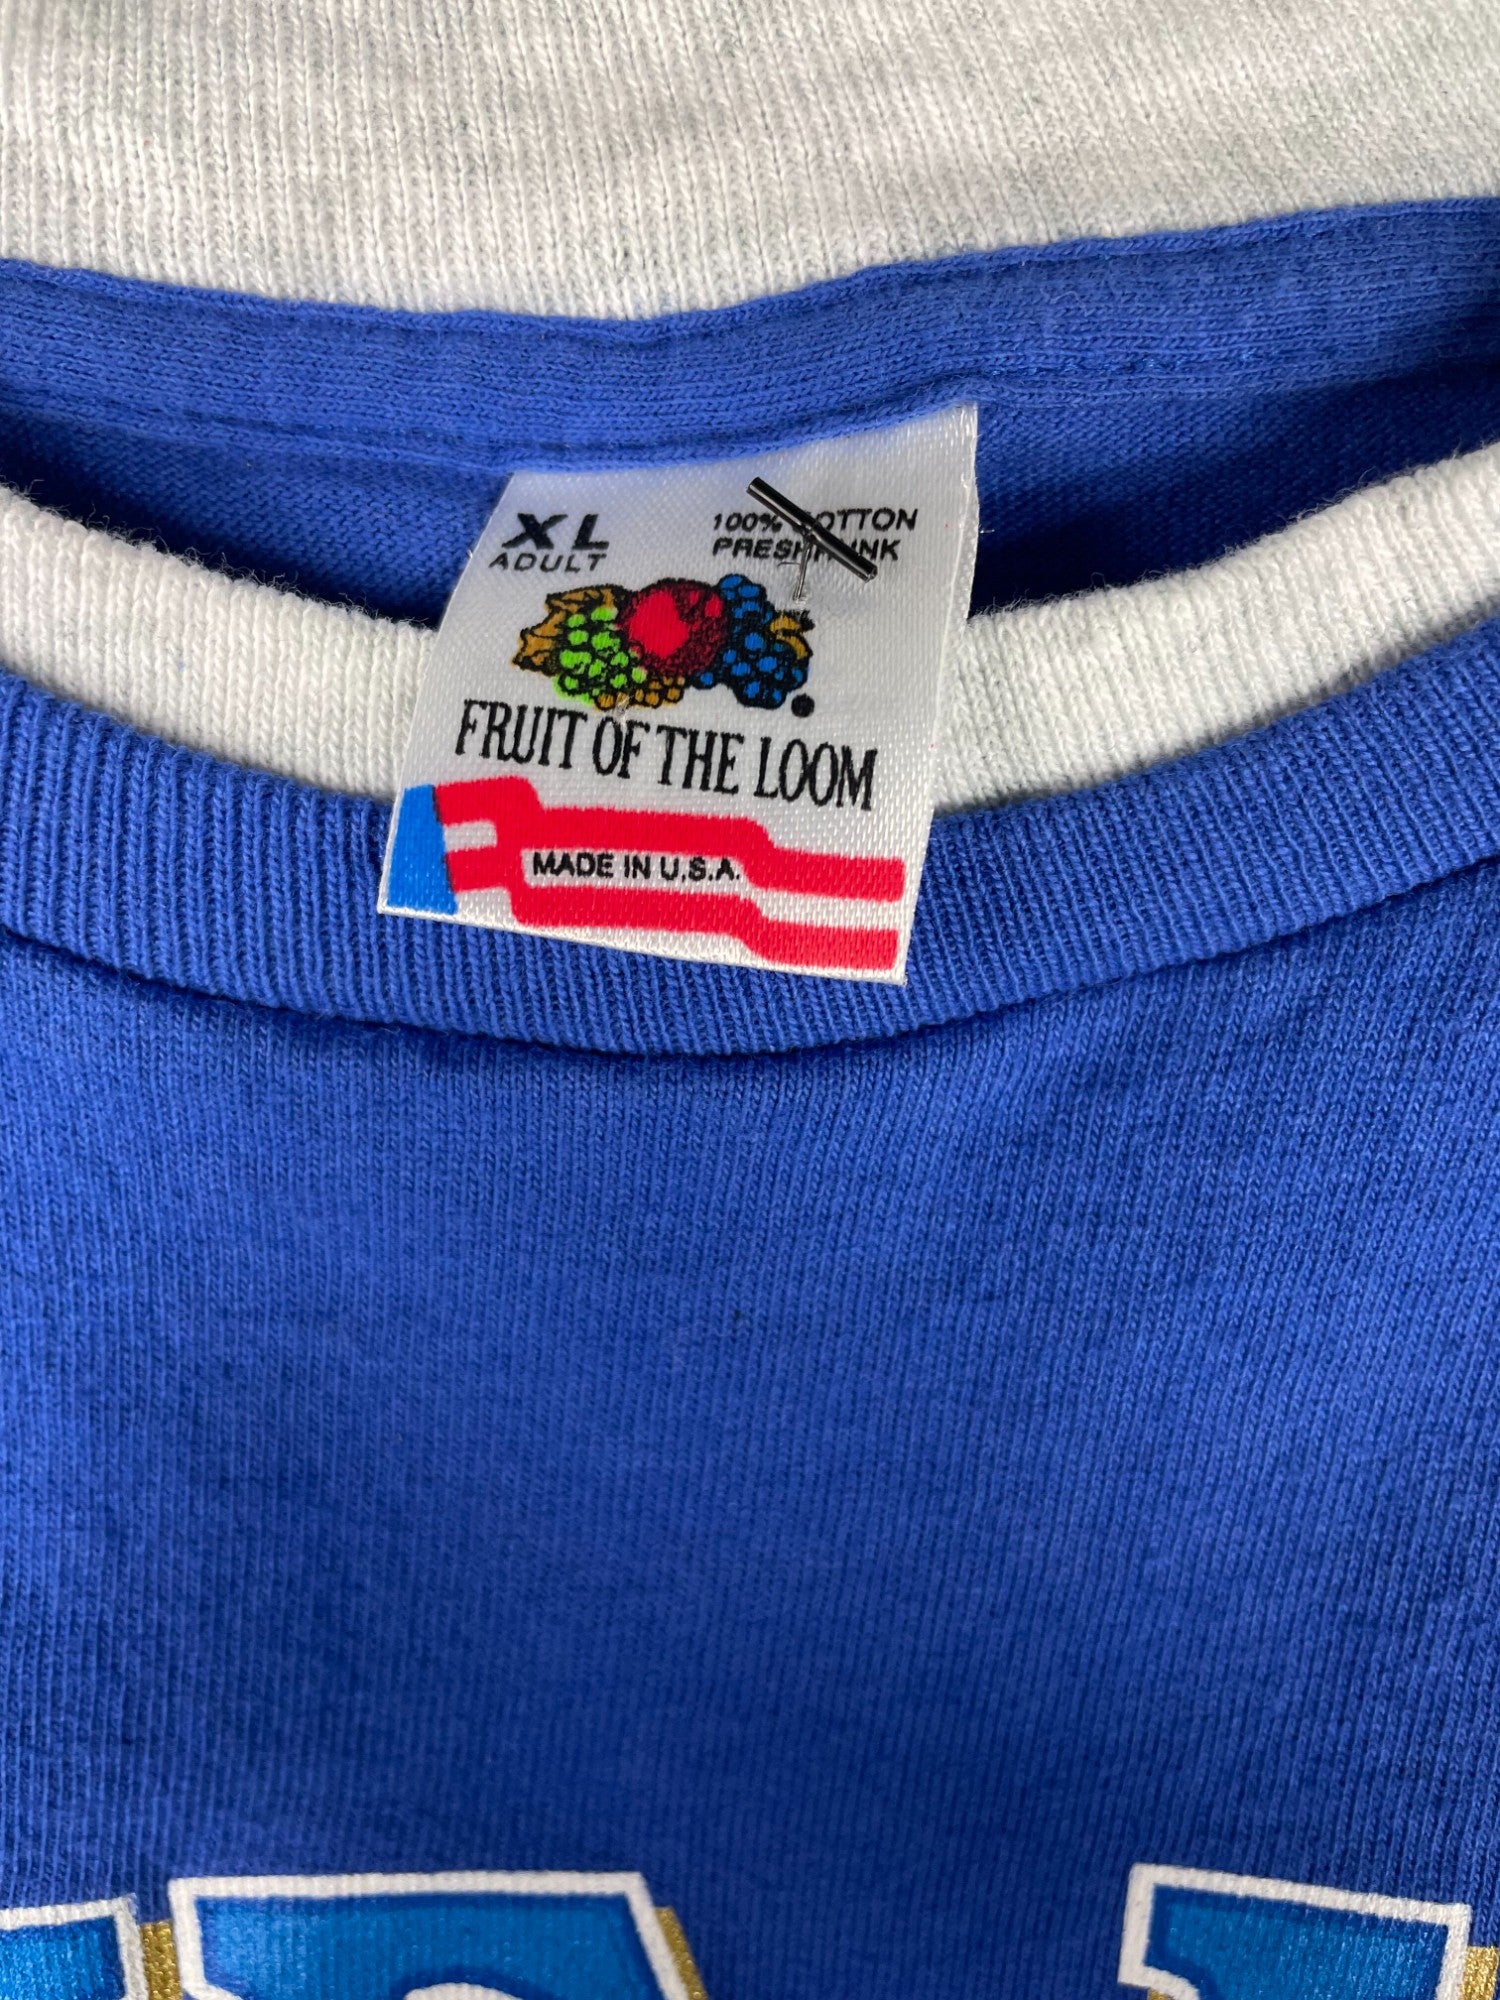 XL
ADULT
100% COTTON
PRESHRUNK
FRUIT OF THE LOOM
MADE IN U.S.A.